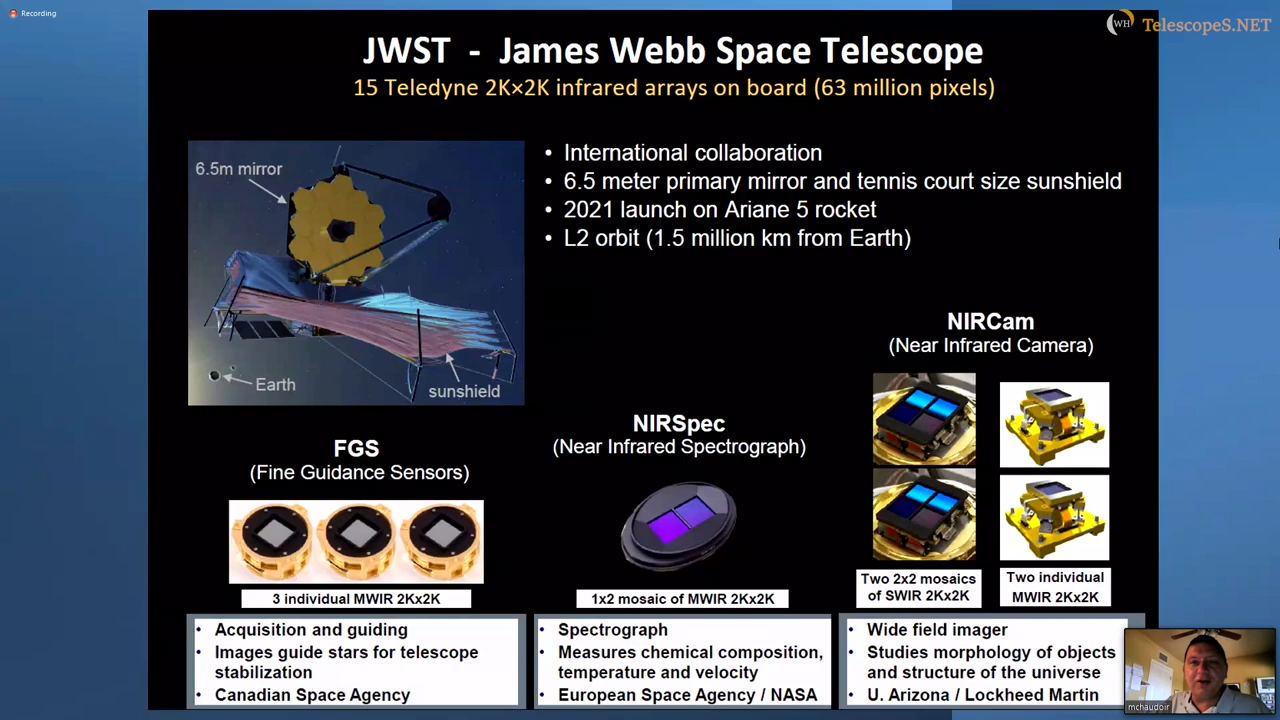 Recording
WH
TelescopeS.NET
JWST - James Webb Space Telescope
15 Teledyne 2K×2K infrared arrays on board (63 million pixels)
6.5m mirror
Earth
sunshield
• International collaboration
• 6.5 meter primary mirror and tennis court size sunshield
• 2021 launch on Ariane 5 rocket
• L2 orbit (1.5 million km from Earth)
FGS
(Fine Guidance Sensors)
3 individual MWIR 2Kx2K
• Acquisition and guiding
• Images guide stars for telescope
stabilization
• Canadian Space Agency
NIRSpec
(Near Infrared Spectrograph)
1x2 mosaic of MWIR 2Kx2K
• Spectrograph
• Measures chemical composition,
temperature and velocity
• European Space Agency / NASA
NIRCam
(Near Infrared Camera)
Two 2x2 mosaics
of SWIR 2Kx2K
Two individual
MWIR 2Kx2K
• Wide field imager
• Studies morphology of objects
and structure of the universe
• U. Arizona / Lockheed Martin
mchaudoir